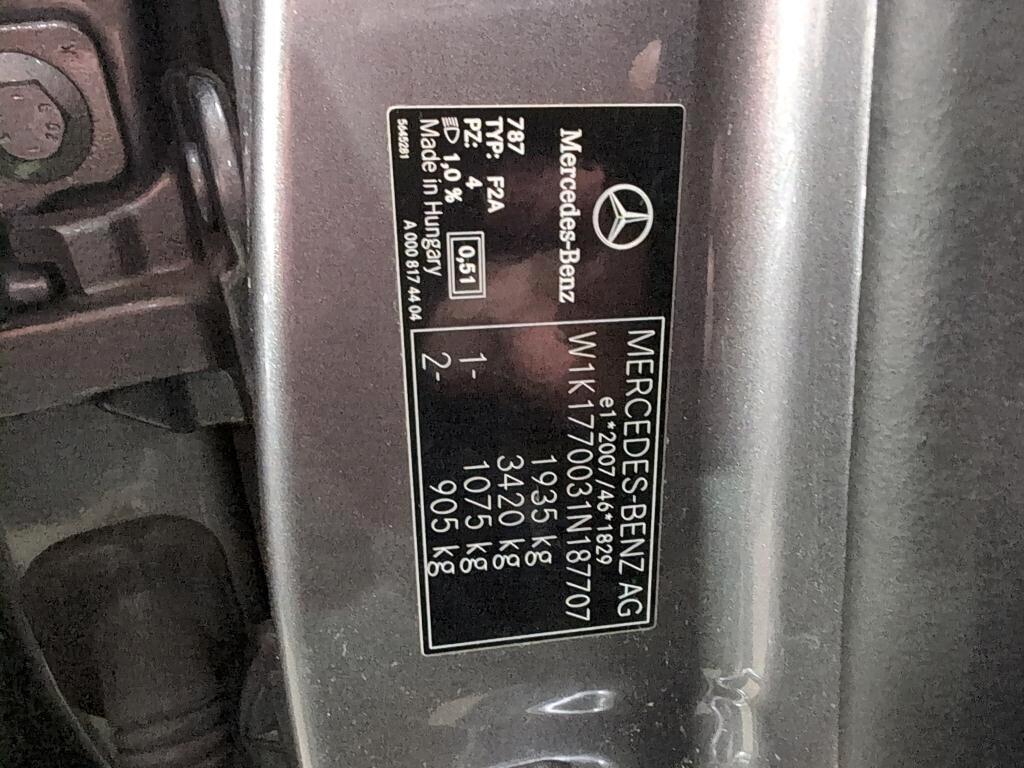 Mercedes-Benz
787
TYP: F2A
PZ: 4
1,0 %
0,51
Made in Hungary
5645281
A 000 817 44 04
MERCEDES-BENZ AG
e1*2007/46*1829
W1K1770031N187707
1935 kg
3420 kg
1- 1075 kg
2- 905 kg